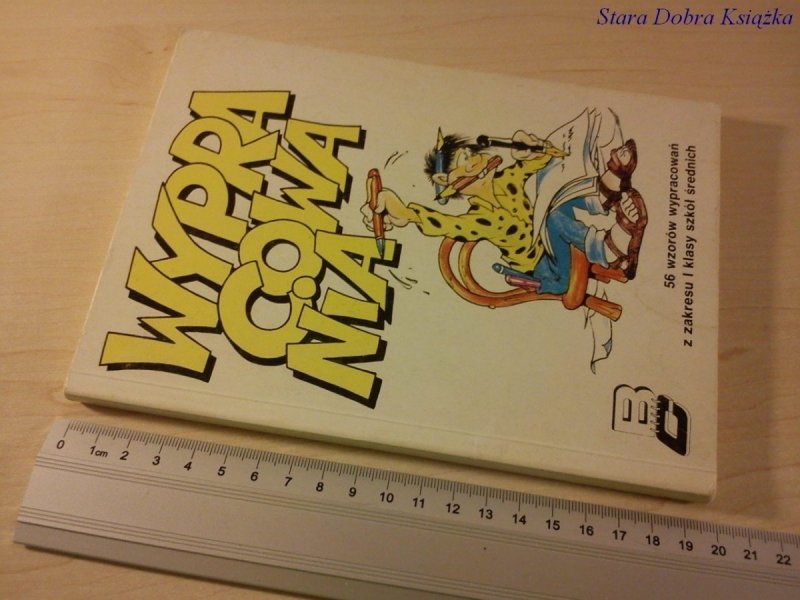 Stara Dobra Książka
WYPRA
COWA
NIA
56 wzorów wypracowań
z zakresu I klasy szkół średnich
BG
0 1cm 2 3 4 5 6 7 8 9 10 11 12 13 14 15 16 17 18 19 20 21 22